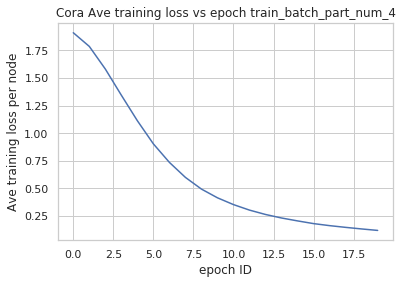 Cora Ave training loss vs epoch train_batch_part_num_4
Ave training loss per node
1.75
1.50
1.25
1.00
0.75
0.50
0.25
0.0 2.5 5.0 7.5 10.0 12.5 15.0 17.5
epoch ID